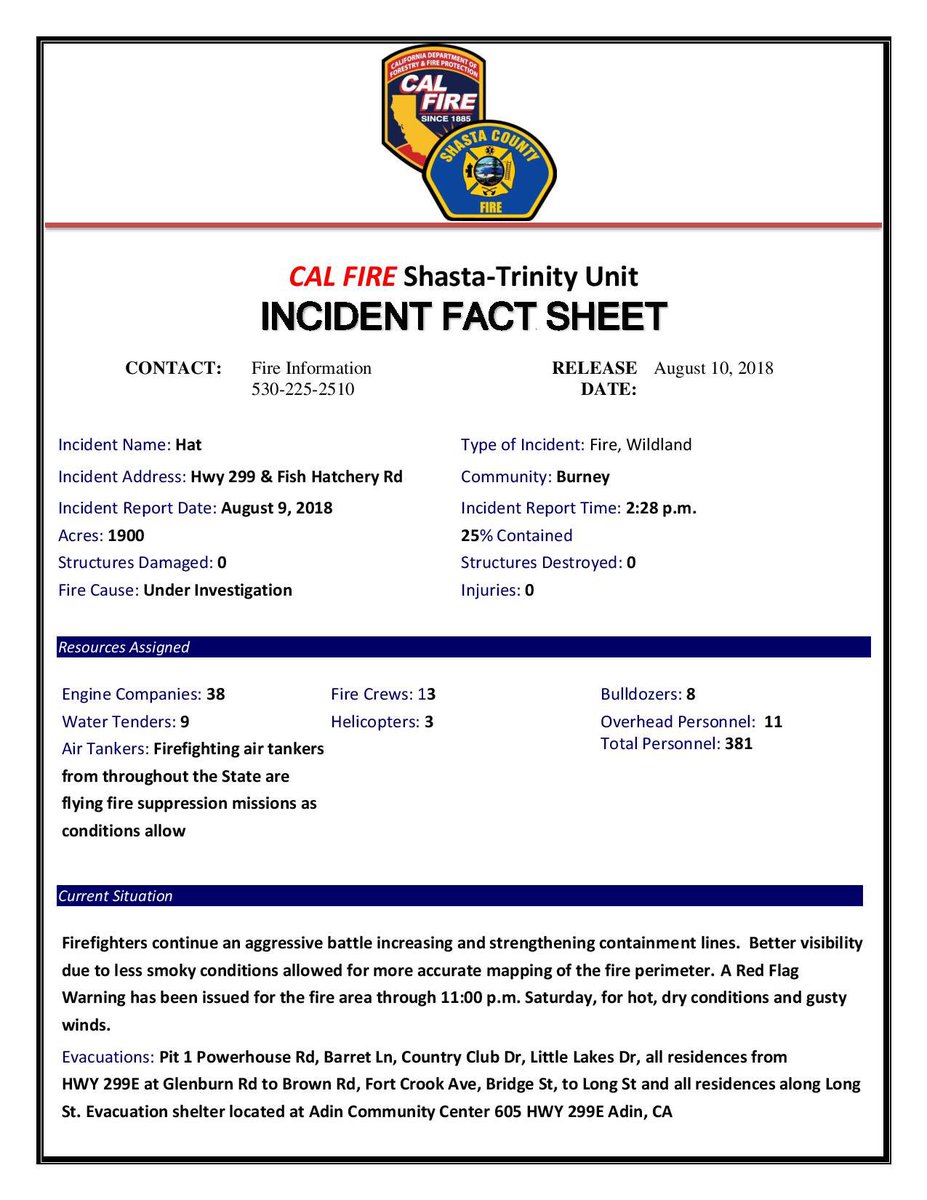 CALIFORNIA DEPARTMENT OF
FORESTRY & FIRE PROTECTION
CAL
FIRE
SINCE 1885
SHASTA COUNTY
FIRE
CAL FIRE Shasta-Trinity Unit
INCIDENT FACT SHEET
CONTACT: Fire Information RELEASE August 10, 2018
530-225-2510 DATE:
Incident Name: Hat Type of Incident: Fire, Wildland
Incident Address: Hwy 299 & Fish Hatchery Rd Community: Burney
Incident Report Date: August 9, 2018 Incident Report Time: 2:28 p.m.
Acres: 1900 25% Contained
Structures Damaged: 0 Structures Destroyed: 0
Fire Cause: Under Investigation Injuries: 0
Resources Assigned
Engine Companies: 38 Fire Crews: 13 Bulldozers: 8
Water Tenders: 9 Helicopters: 3 Overhead Personnel: 11
Air Tankers: Firefighting air tankers Total Personnel: 381
from throughout the State are
flying fire suppression missions as
conditions allow
Current Situation
Firefighters continue an aggressive battle increasing and strengthening containment lines. Better visibility
due to less smoky conditions allowed for more accurate mapping of the fire perimeter. A Red Flag
Warning has been issued for the fire area through 11:00 p.m. Saturday, for hot, dry conditions and gusty
winds.
Evacuations: Pit 1 Powerhouse Rd, Barret Ln, Country Club Dr, Little Lakes Dr, all residences from
HWY 299E at Glenburn Rd to Brown Rd, Fort Crook Ave, Bridge St, to Long St and all residences along Long
St. Evacuation shelter located at Adin Community Center 605 HWY 299E Adin, CA